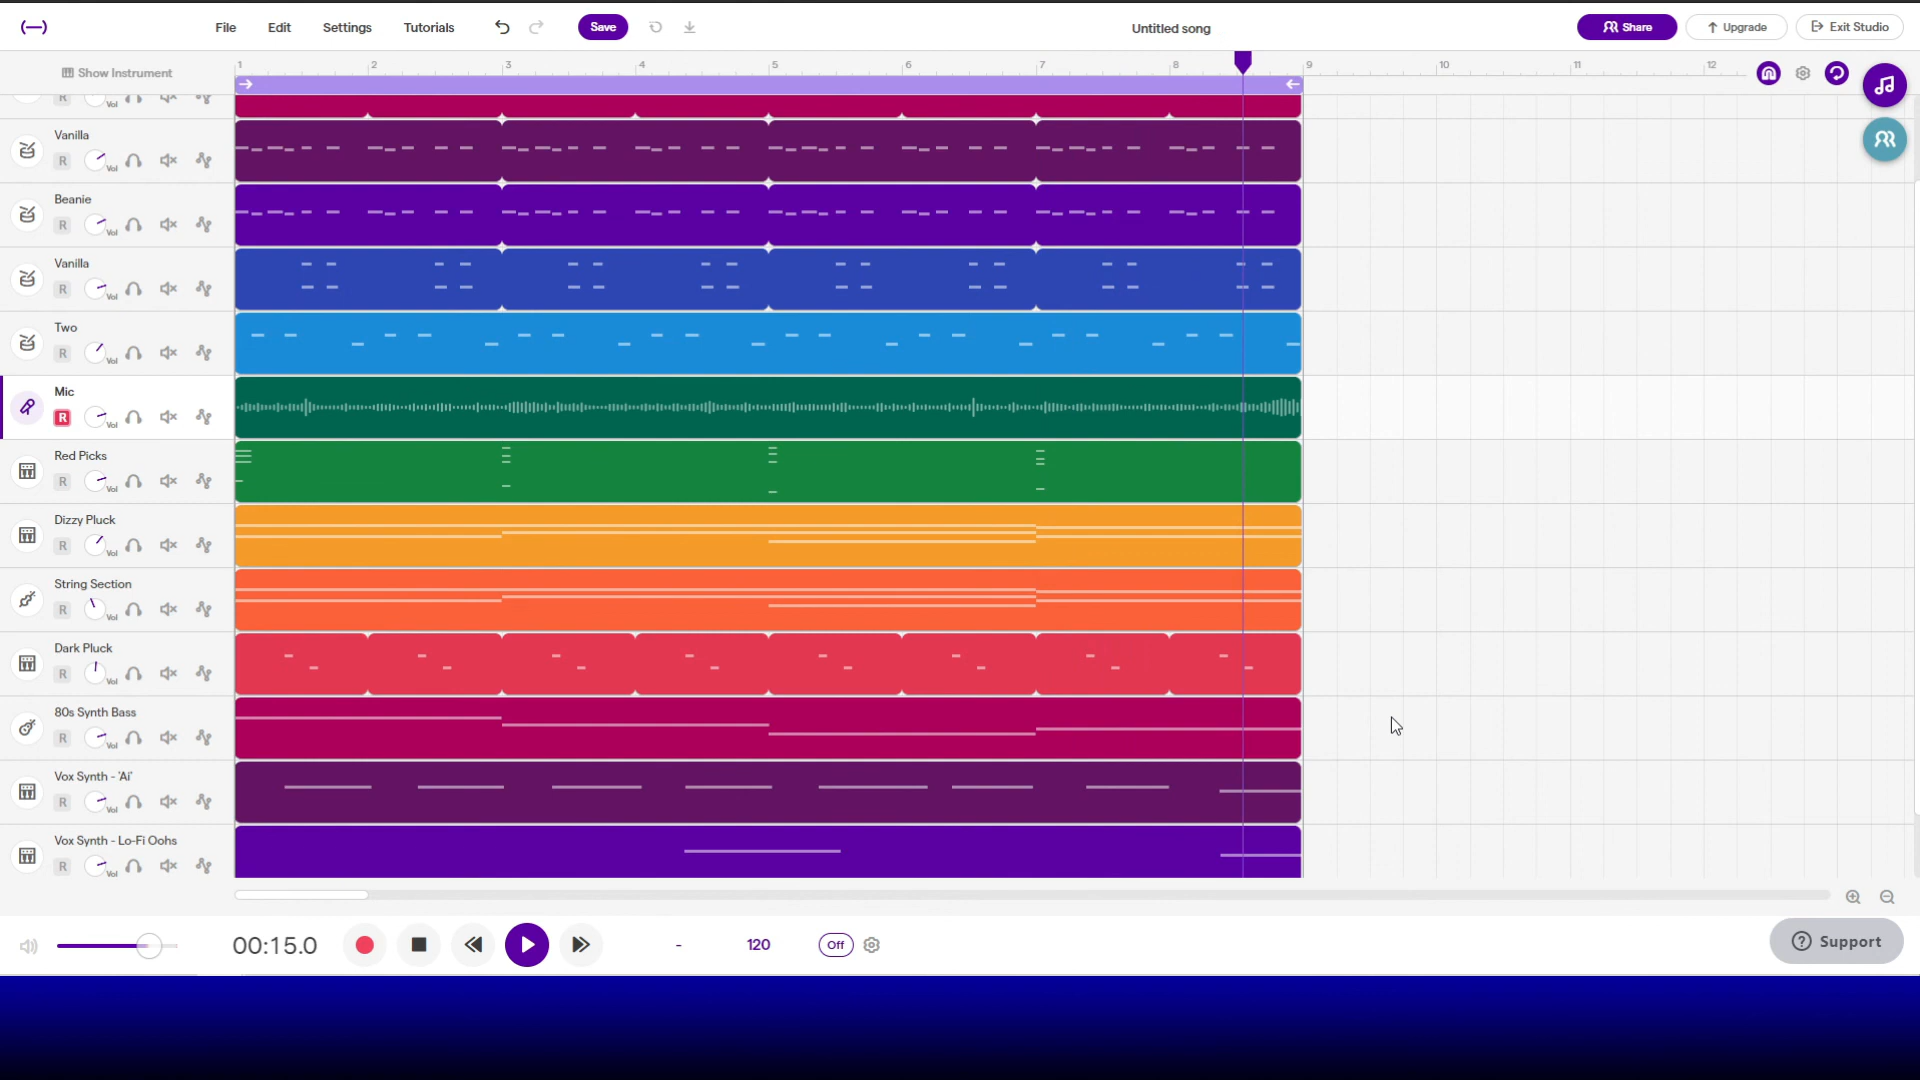 File Edit Settings Tutorials Save Untitled song Share Upgrade Exit Studio
Show Instrument 1 2 3 4 5 6 7 8 9 10 11 12
R Vol
Vanilla
R Vol
Beanie
R Vol
Vanilla
R Vol
Two
R Vol
Mic
R Vol
Red Picks
R Vol
Dizzy Pluck
R Vol
String Section
R Vol
Dark Pluck
R Vol
80s Synth Bass
R Vol
Vox Synth - 'Ai'
R Vol
Vox Synth - Lo-Fi Oohs
R Vol
00:15.0 - 120 Off Support